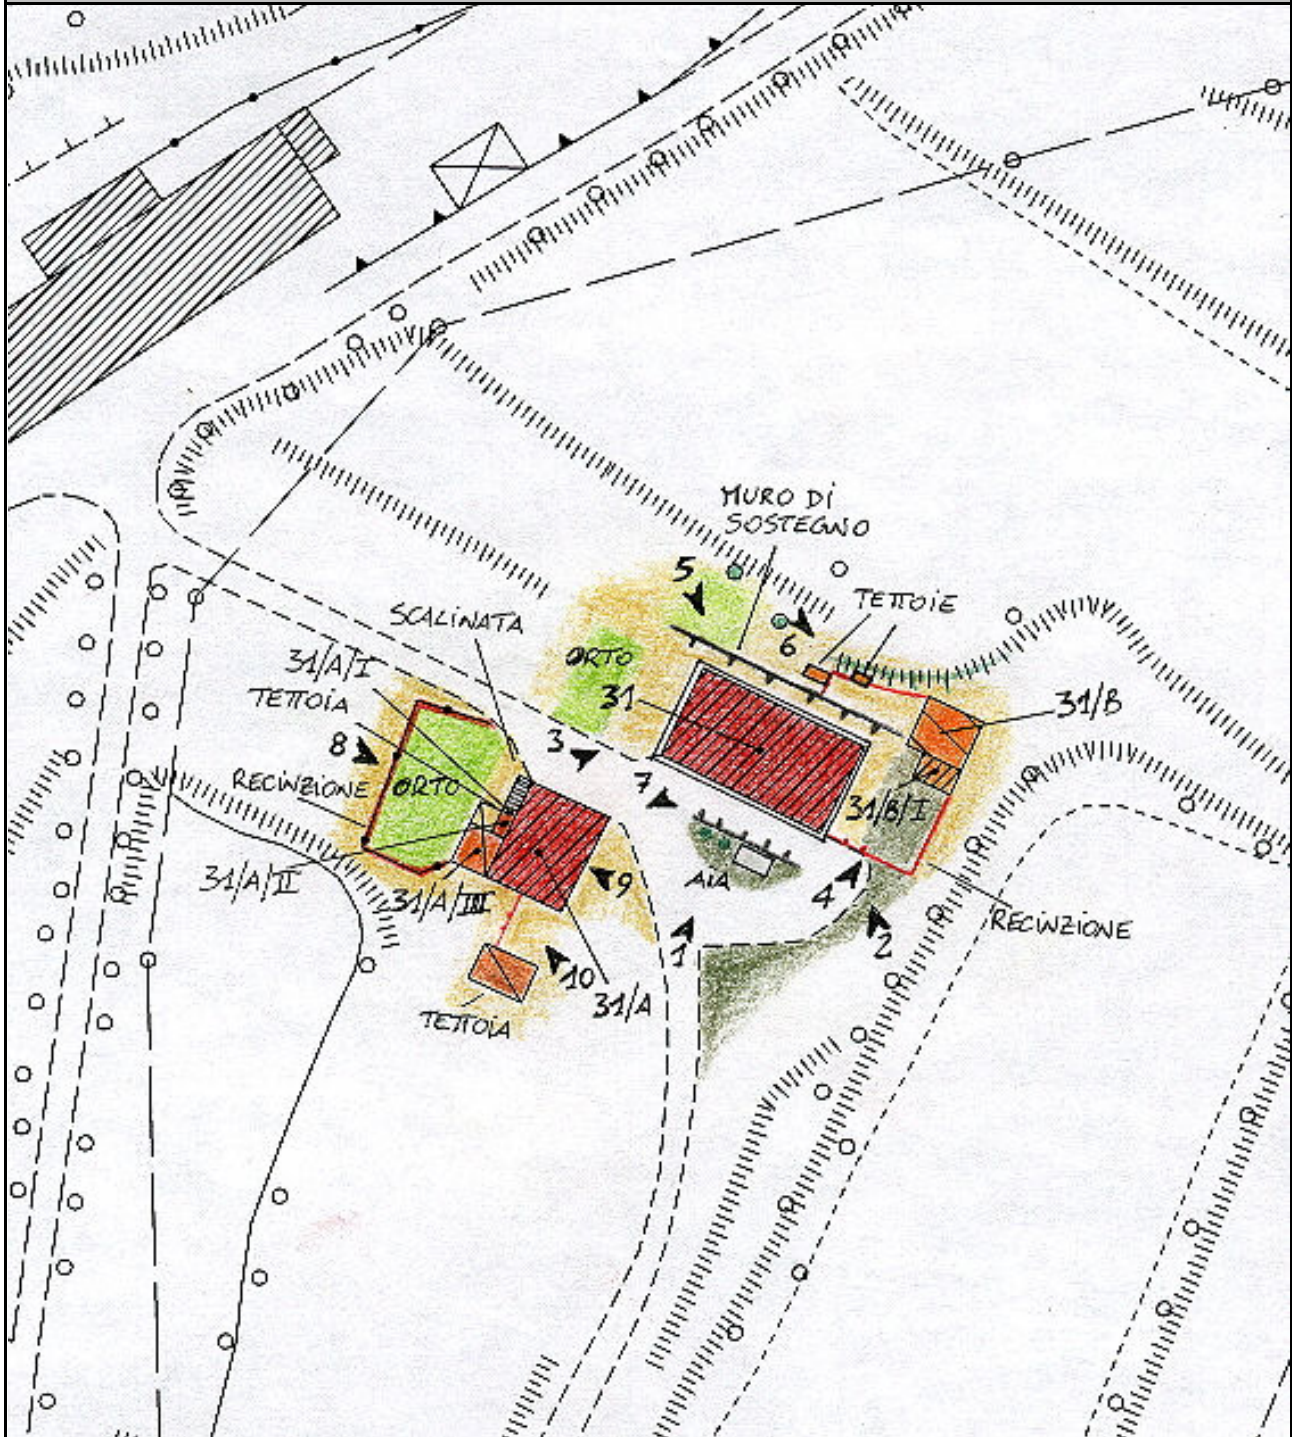 MURO DI
SOSTEGNO
5
TETTOIE
SCALINATA
6
ORTO
31/A/I
TETTOIA
31
31/B
8
3
RECINZIONE
ORTO
7
31/B/I
31/A/II
AIA
31/A/III
9
4
RECINZIONE
1
2
10
31/A
TETTOIA